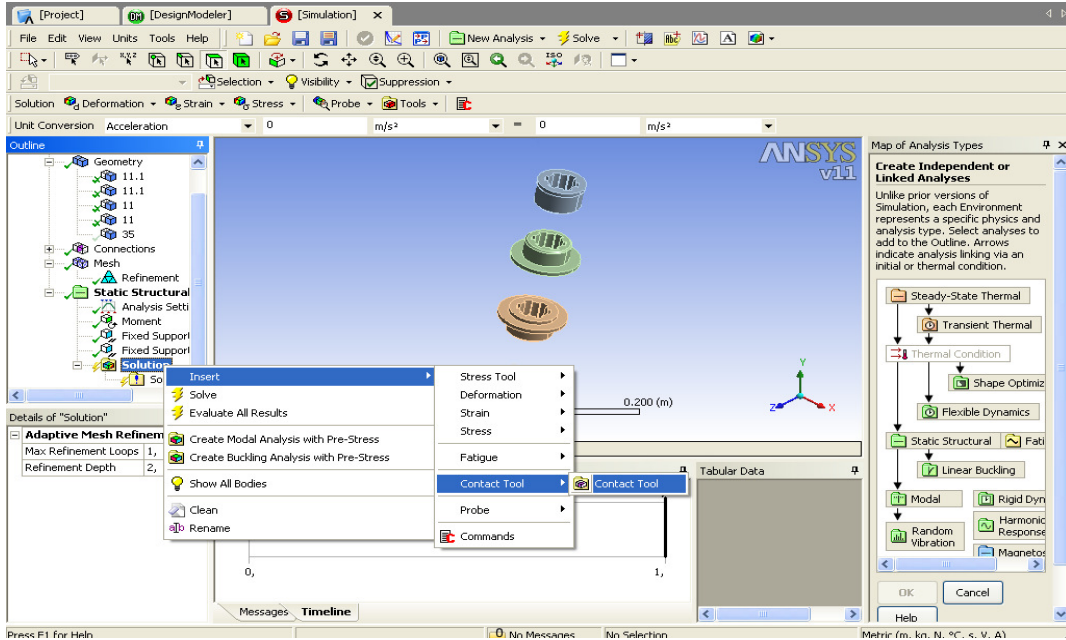 [Project] [DesignModeler] [Simulation]
File Edit View Units Tools Help New Analysis Solve
Selection Visibility Suppression
Solution Deformation Strain Stress Probe Tools
Unit Conversion Acceleration 0 m/s² = 0 m/s²
Outline
Geometry
11.1
11.1
11
11
35
Connections
Mesh
Refinement
Static Structural
Analysis Setti
Moment
Fixed Support
Fixed Support
Solution
So
Details of "Solution"
Adaptive Mesh Refinem
Max Refinement Loops 1,
Refinement Depth 2,
Insert
Solve
Evaluate All Results
Create Modal Analysis with Pre-Stress
Create Buckling Analysis with Pre-Stress
Show All Bodies
Clean
Rename
Stress Tool
Deformation
Strain
Stress
Fatigue
Contact Tool
Probe
Commands
Contact Tool
ANSYS
v11
0.200 (m)
Y
Z X
0, 1,
Messages Timeline
Tabular Data
Map of Analysis Types
Create Independent or
Linked Analyses
Unlike prior versions of
Simulation, each Environment
represents a specific physics and
analysis type. Select analyses to
add to the Outline. Arrows
indicate analysis linking via an
initial or thermal condition.
Steady-State Thermal
Transient Thermal
Thermal Condition
Shape Optimiz
Flexible Dynamics
Static Structural Fati
Linear Buckling
Modal Rigid Dyn
Random
Vibration
Harmonic
Response
Magnetos
OK Cancel
Help
Press F1 for Help 0 No Messages No Selection Metric (m, kg, N, °C, s, V, A)